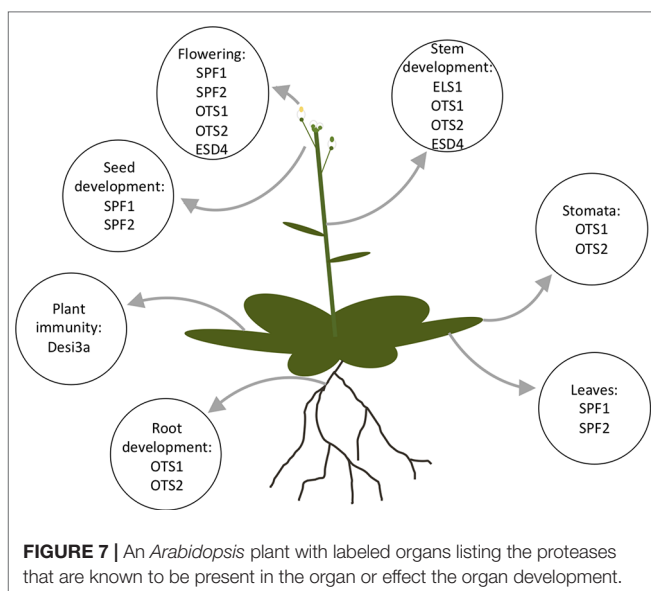 Flowering:
SPF1
SPF2
OTS1
OTS2
ESD4
Stem
development:
ELS1
OTS1
OTS2
ESD4
Seed
development:
SPF1
SPF2
Stomata:
OTS1
OTS2
Plant
immunity:
Desi3a
Leaves:
SPF1
SPF2
Root
development:
OTS1
OTS2
FIGURE 7 | An Arabidopsis plant with labeled organs listing the proteases
that are known to be present in the organ or effect the organ development.